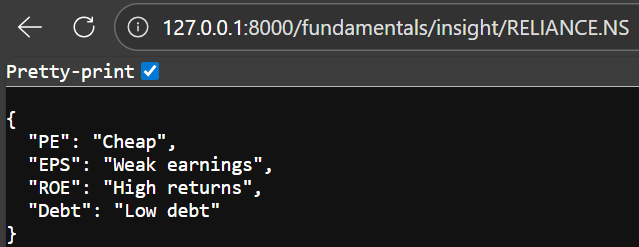 127.0.0.1:8000/fundamentals/insight/RELIANCE.NS
Pretty-print
{
  "PE": "Cheap",
  "EPS": "Weak earnings",
  "ROE": "High returns",
  "Debt": "Low debt"
}